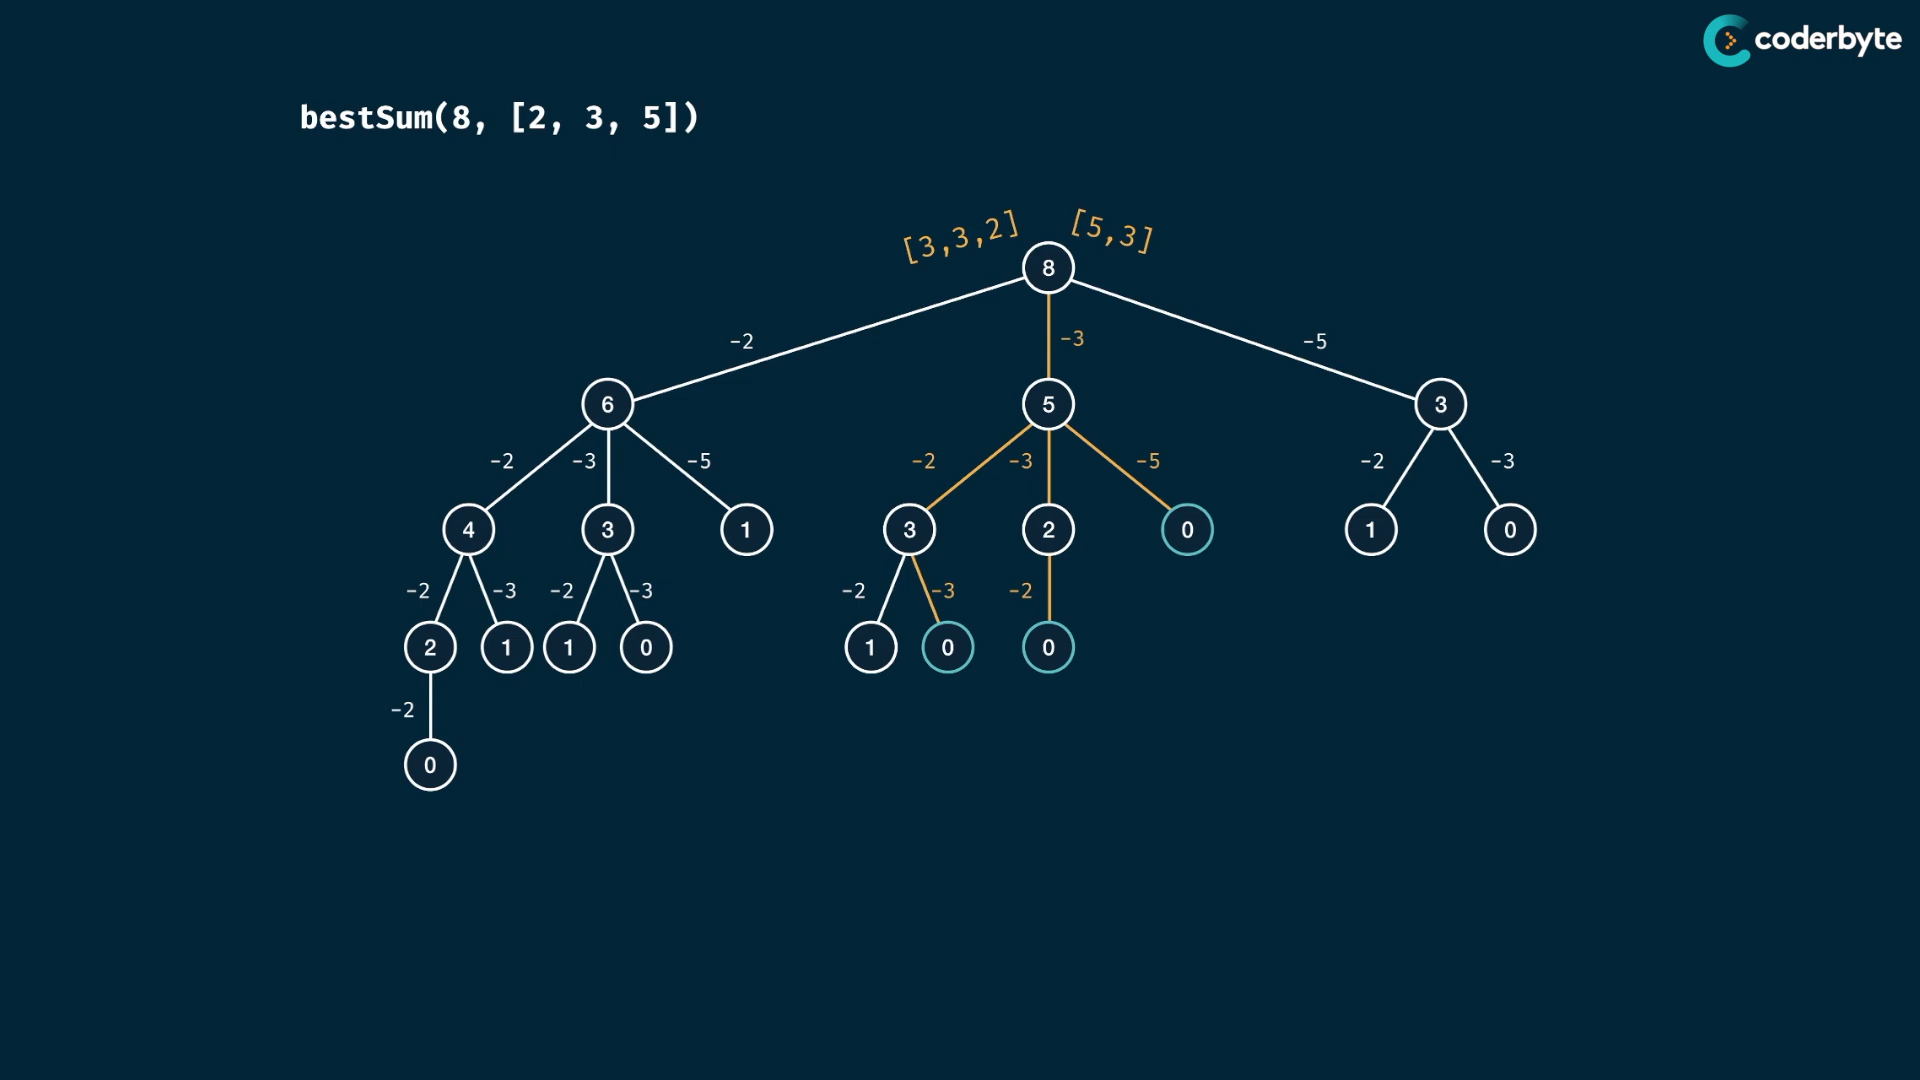 coderbyte
bestSum(8, [2, 3, 5])
[3,3,2] [5,3]
8
-2 -3 -5
6 5 3
-2 -3 -5 -2 -3 -5 -2 -3
4 3 1 3 2 0 1 0
-2 -3 -2 -3 -2 -3 -2
2 1 1 0 1 0 0
-2
0